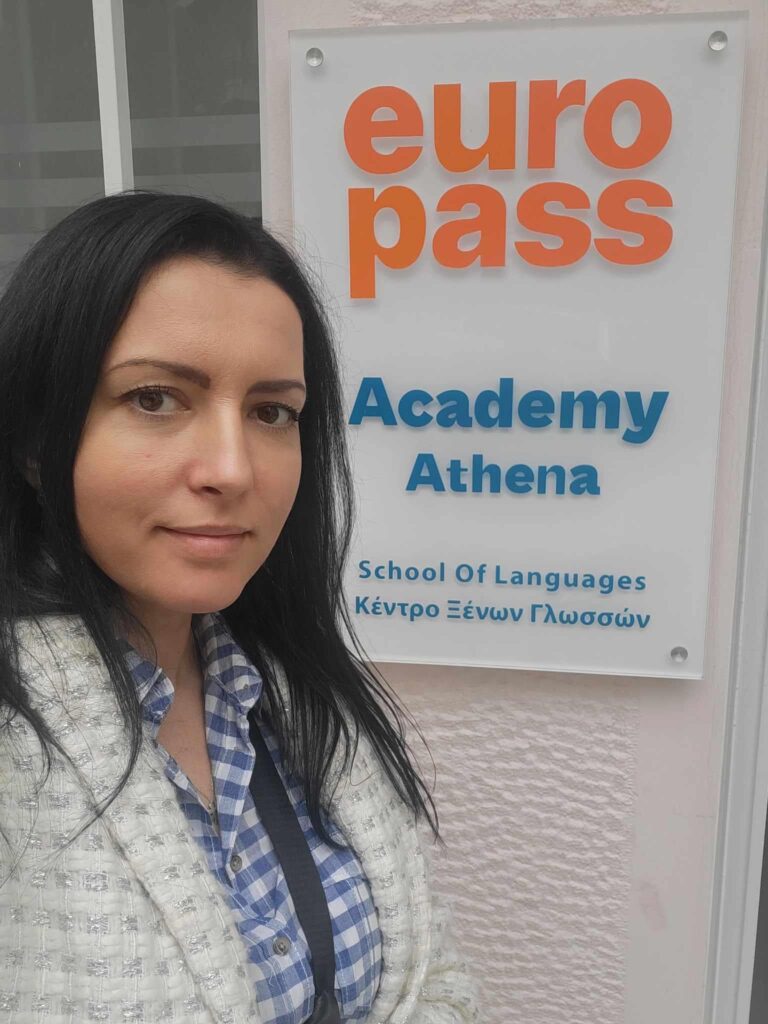 euro
pass
Academy
Athena
School Of Languages
Κέντρο Ξένων Γλωσσών